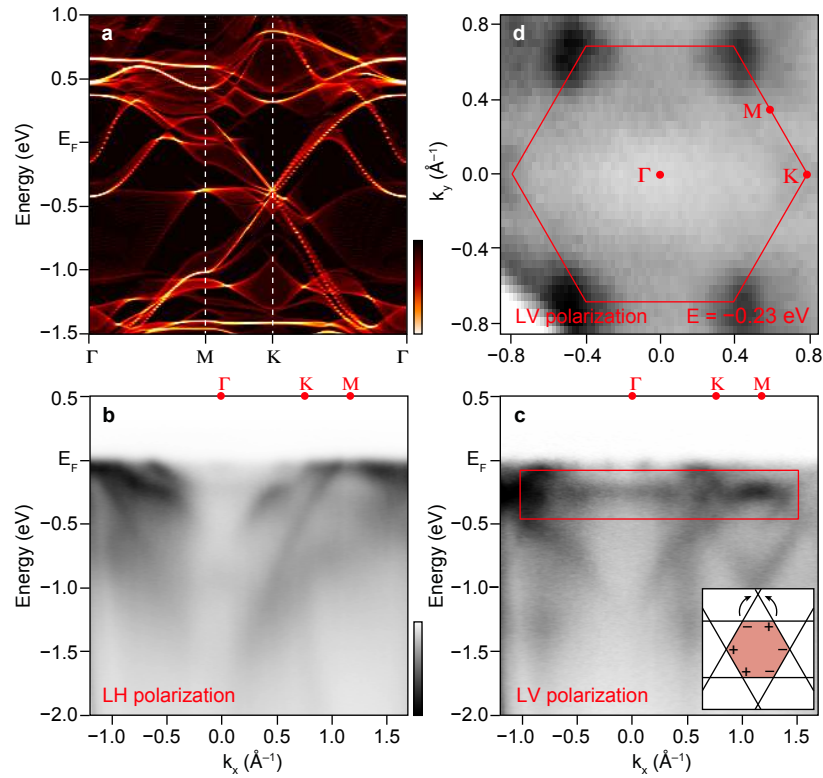 a
1.0
0.5
E_F
−0.5
−1.0
−1.5
Energy (eV)
Γ
M
K
Γ
d
0.8
0.4
0.0
−0.4
−0.8
k_y (Å⁻¹)
M
Γ
K
LV polarization
E = −0.23 eV
−0.8
−0.4
0.0
0.4
0.8
Γ
K
M
b
0.5
E_F
−0.5
−1.0
−1.5
−2.0
Energy (eV)
LH polarization
−1.0
−0.5
0.0
0.5
1.0
1.5
k_x (Å⁻¹)
Γ
K
M
c
0.5
E_F
−0.5
−1.0
−1.5
−2.0
Energy (eV)
− +
+ −
+ −
LV polarization
−1.0
−0.5
0.0
0.5
1.0
1.5
k_x (Å⁻¹)